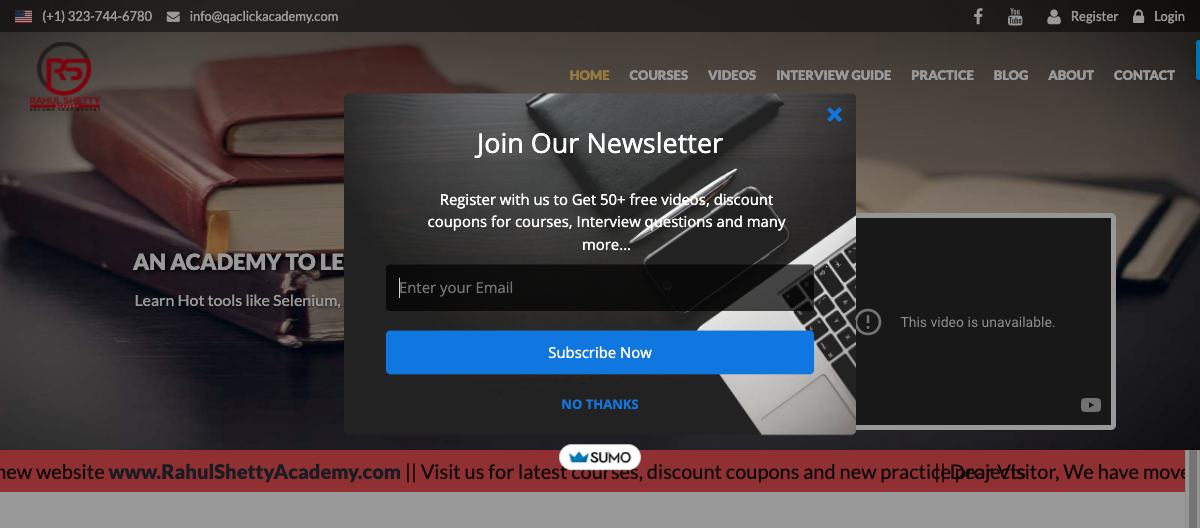 (+1) 323-744-6780 info@qaclickacademy.com You Tube Register Login
RS
RAHUL SHETTY
HOME COURSES VIDEOS INTERVIEW GUIDE PRACTICE BLOG ABOUT CONTACT
Join Our Newsletter
Register with us to Get 50+ free videos, discount
coupons for courses, Interview questions and many
more...
AN ACADEMY TO LE
Enter your Email
Learn Hot tools like Selenium,
This video is unavailable.
Subscribe Now
NO THANKS
SUMO
new website www.RahulShettyAcademy.com || Visit us for latest courses, discount coupons and new practice projects || Dear Visitor, We have move